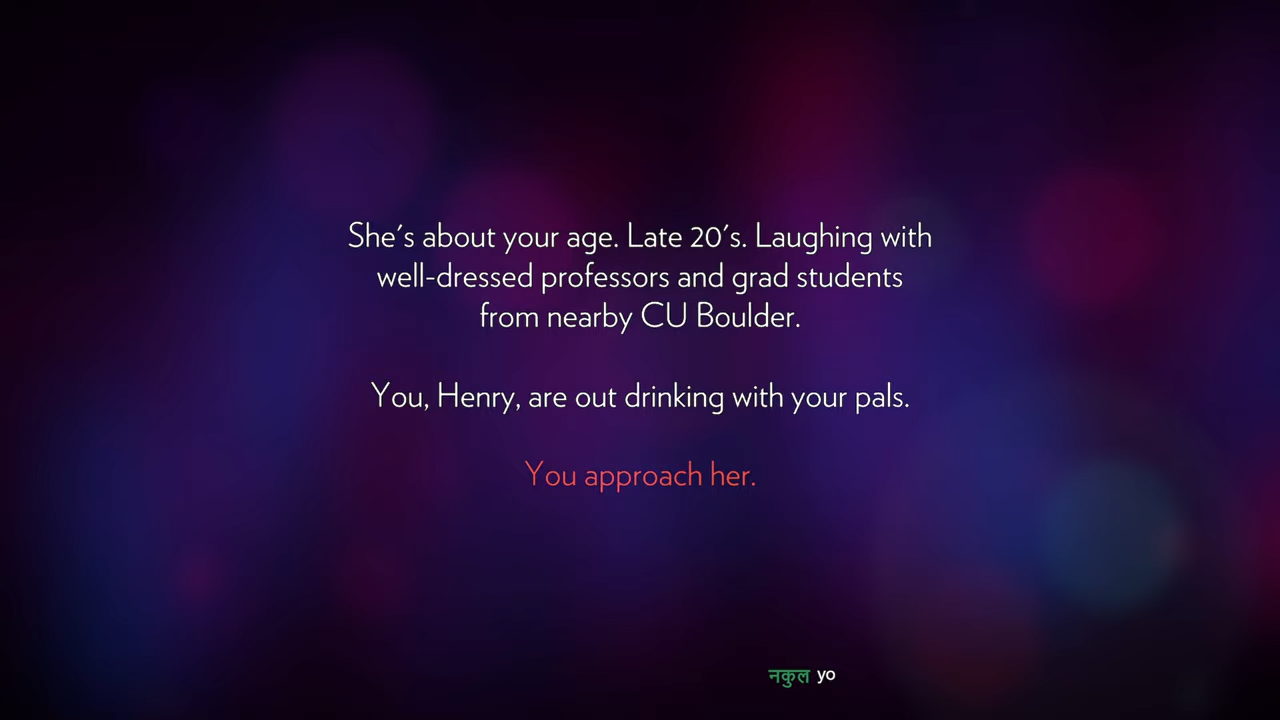 She's about your age. Late 20's. Laughing with
well-dressed professors and grad students
from nearby CU Boulder.
You, Henry, are out drinking with your pals.
You approach her.
नकुल yo